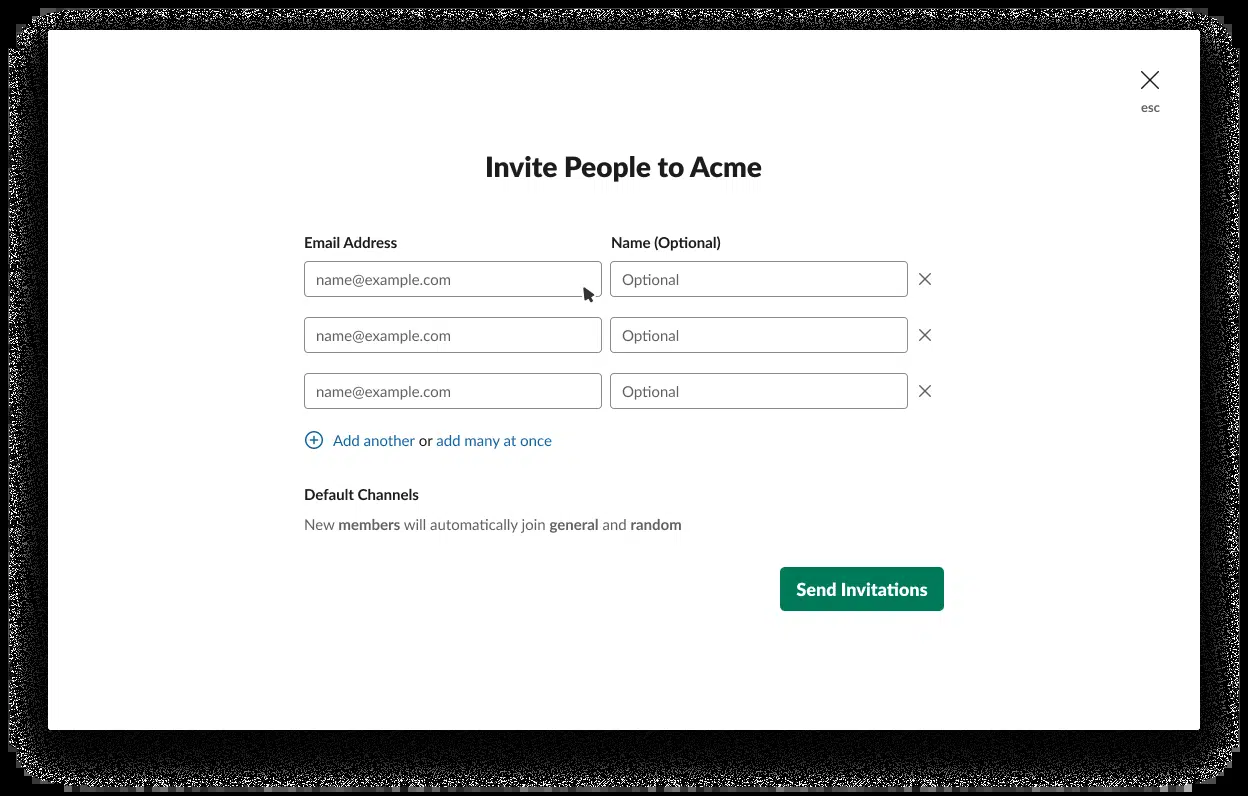 esc
Invite People to Acme
Email Address Name (Optional)
name@example.com Optional
name@example.com Optional
name@example.com Optional
Add another or add many at once
Default Channels
New members will automatically join general and random
Send Invitations